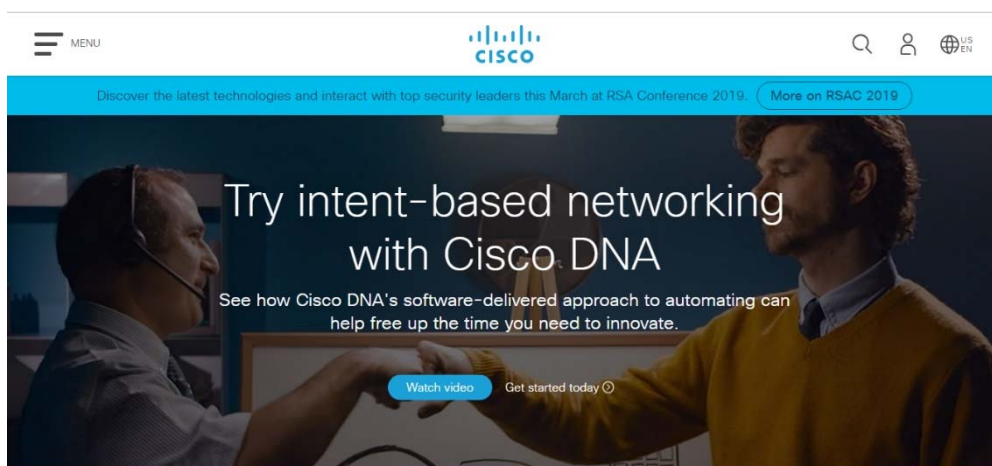 MENU
CISCO
US
EN
Discover the latest technologies and interact with top security leaders this March at RSA Conference 2019. More on RSAC 2019
Try intent-based networking
with Cisco DNA
See how Cisco DNA's software-delivered approach to automating can
help free up the time you need to innovate.
Watch video Get started today